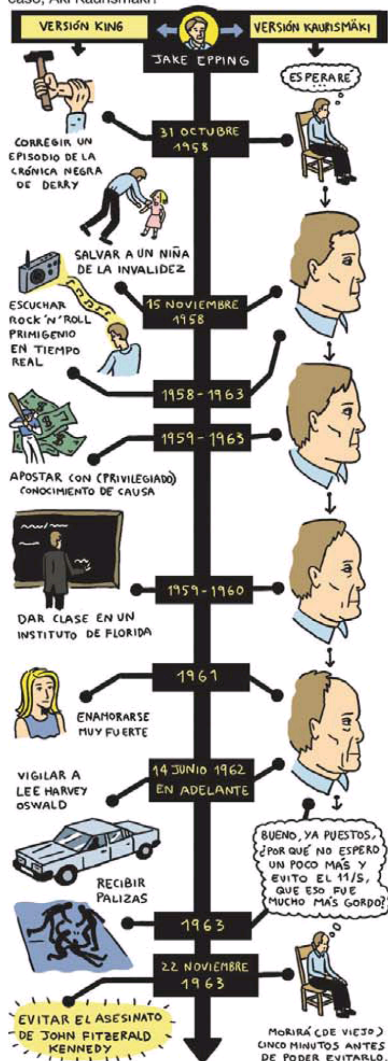 caso, Aki Kaurismäki?
VERSIÓN KING
JAKE EPPING
VERSIÓN KAURISMÄKI
ESPERARÉ
31 OCTUBRE
1958
CORREGIR UN
EPISODIO DE LA
CRÓNICA NEGRA
DE DERRY
SALVAR A UN NIÑA
DE LA INVALIDEZ
15 NOVIEMBRE
1958
ESCUCHAR
ROCK'N'ROLL
PRIMIGENIO
EN TIEMPO
REAL
1958-1963
1959-1963
APOSTAR CON (PRIVILEGIADO)
CONOCIMIENTO DE CAUSA
1959-1960
DAR CLASE EN UN
INSTITUTO DE FLORIDA
1961
ENAMORARSE
MUY FUERTE
14 JUNIO 1962
EN ADELANTE
VIGILAR A
LEE HARVEY
OSWALD
BUENO, YA PUESTOS,
¿POR QUÉ NO ESPERO
UN POCO MÁS Y
EVITO EL 11/S,
QUE ESO FUE
MUCHO MÁS GORDO?
RECIBIR
PALIZAS
1963
22 NOVIEMBRE
1963
EVITAR EL ASESINATO
DE JOHN FITZERALD
KENNEDY
MORIRÁ (DE VIEJO)
CINCO MINUTOS ANTES
DE PODER EVITARLO.